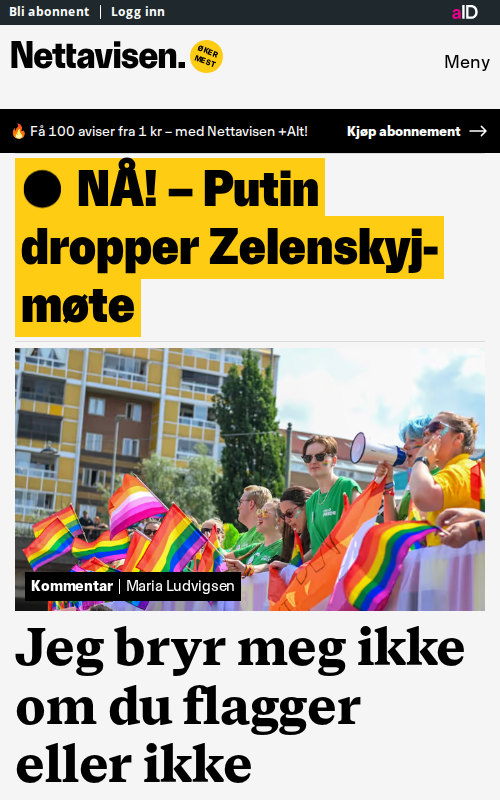 Bli abonnent | Logg inn
aID
Nettavisen.
ØKER
MEST
Meny
Få 100 aviser fra 1 kr – med Nettavisen +Alt!
Kjøp abonnement →
● NÅ! – Putin
dropper Zelenskyj-
møte
Kommentar | Maria Ludvigsen
Jeg bryr meg ikke
om du flagger
eller ikke